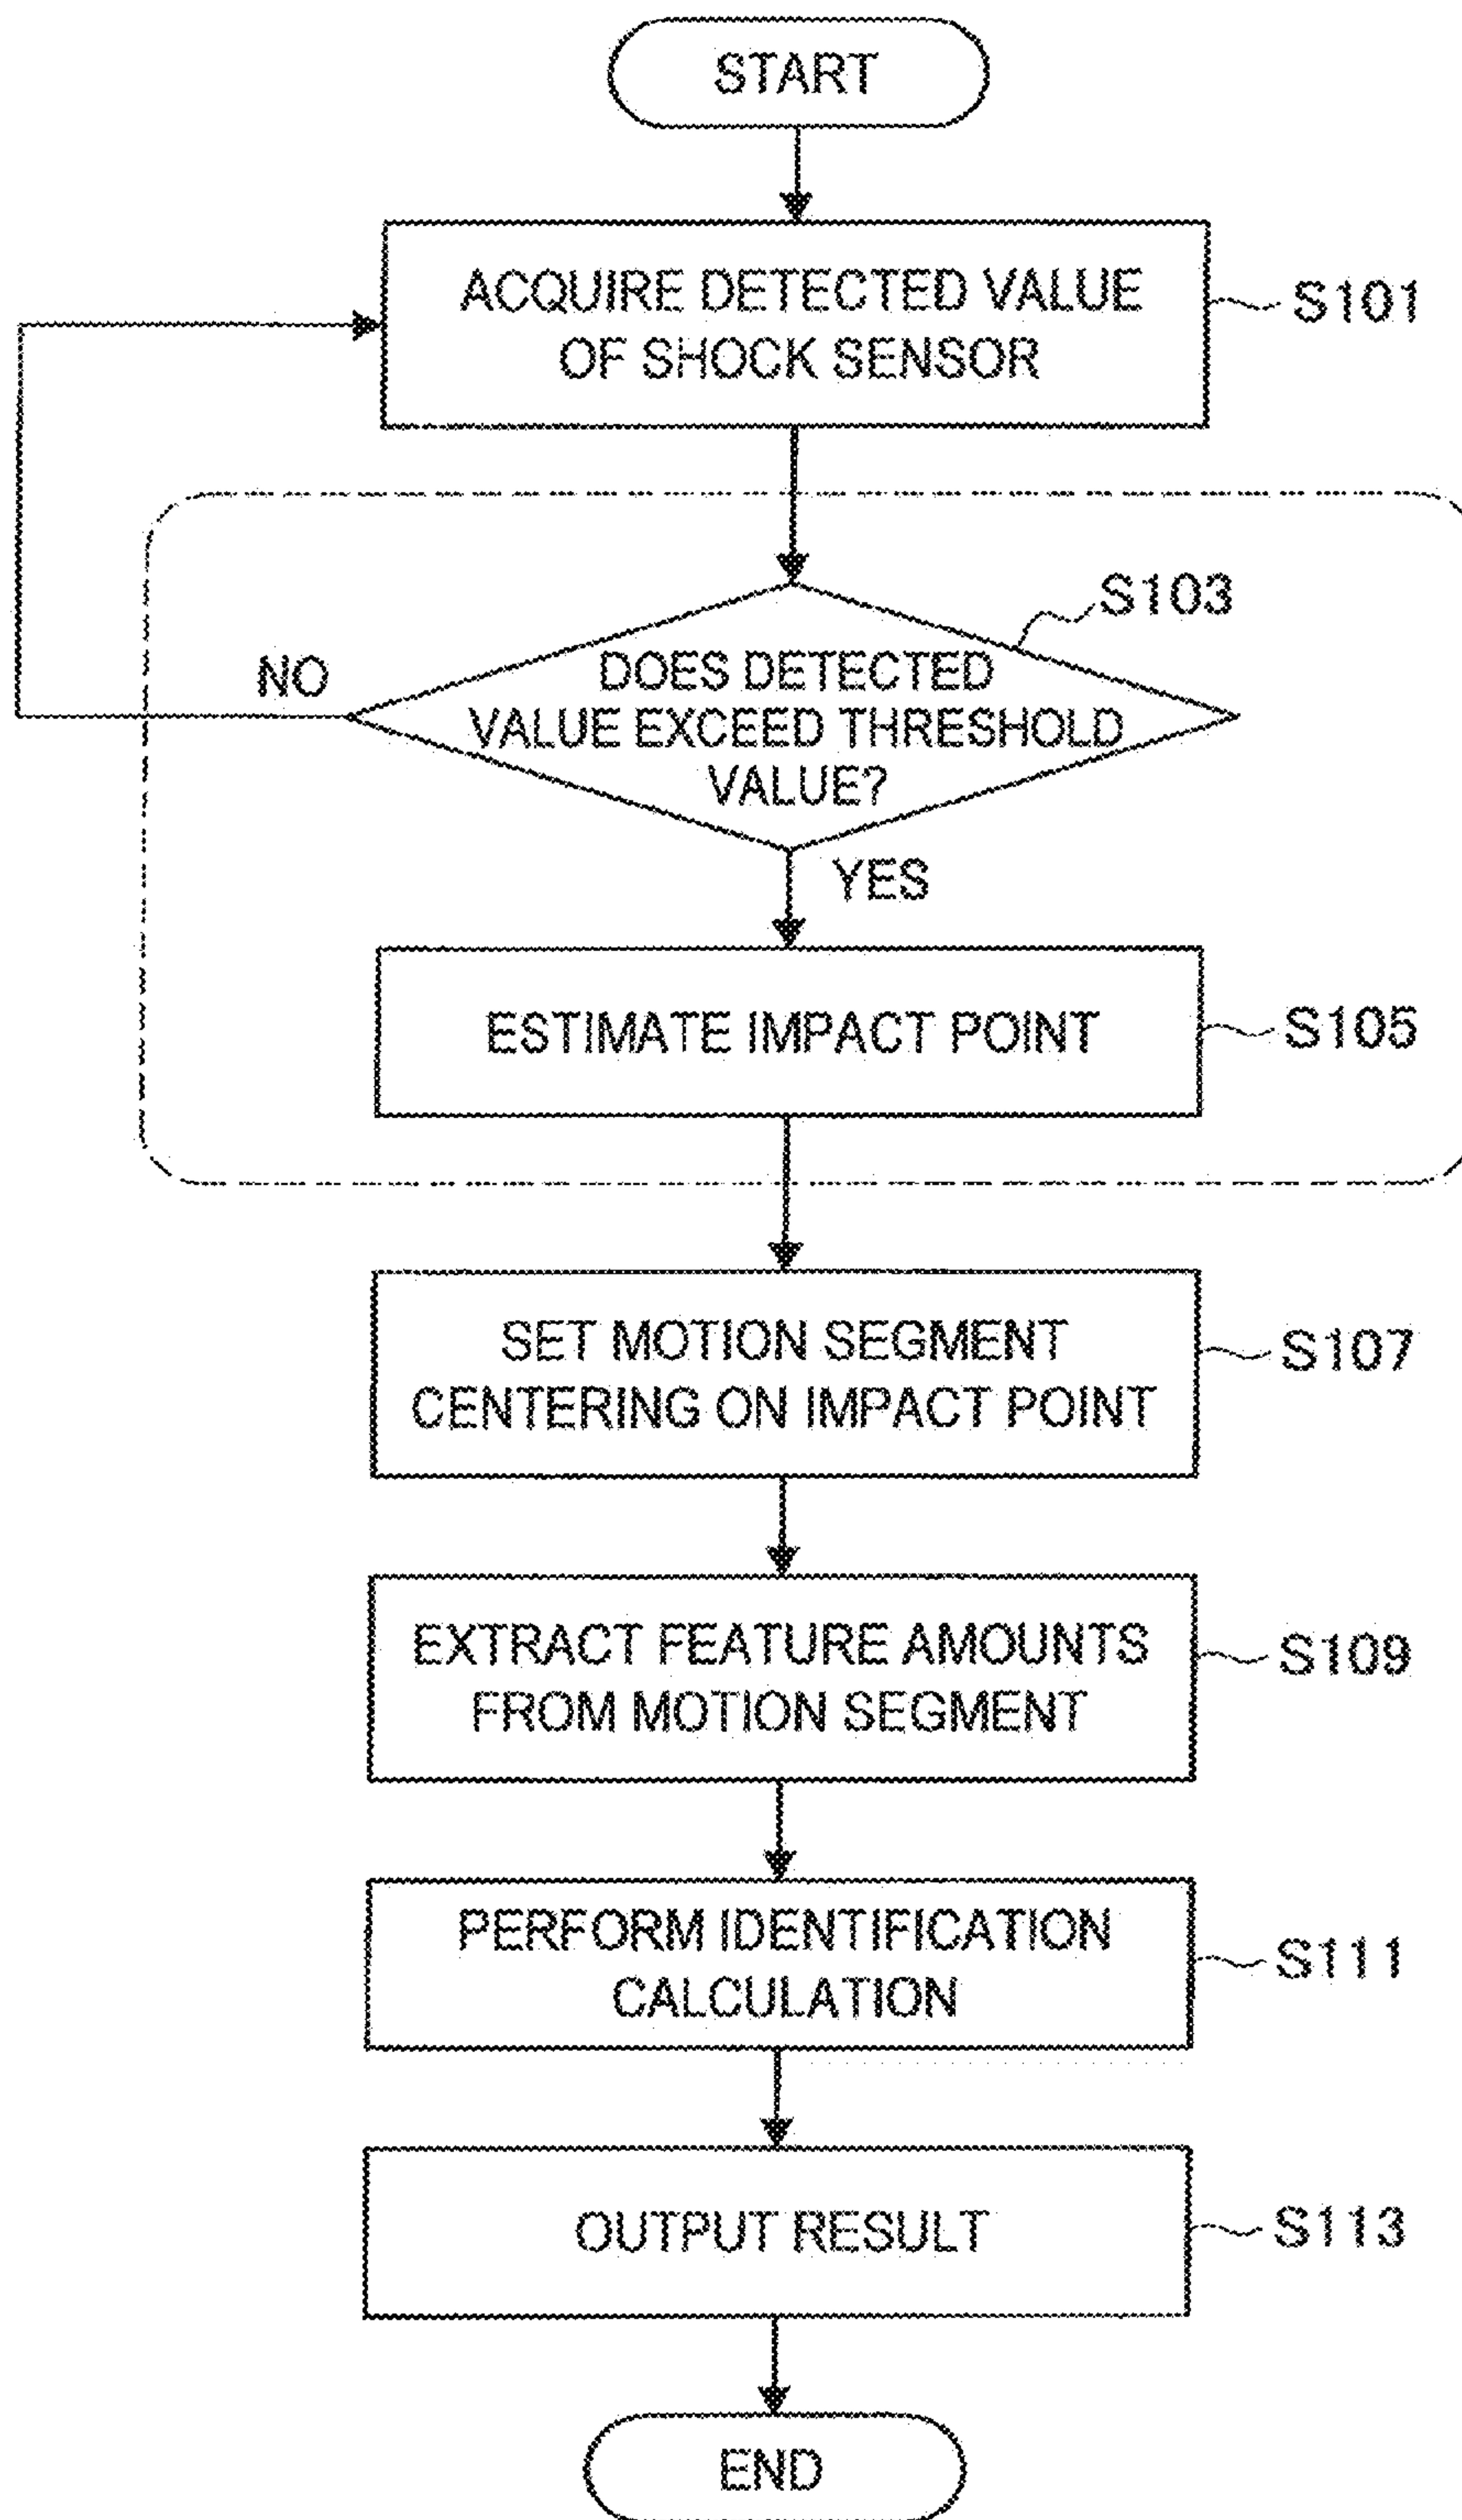 START
ACQUIRE DETECTED VALUE
OF SHOCK SENSOR
S101
S103
NO
DOES DETECTED
VALUE EXCEED THRESHOLD
VALUE?
YES
ESTIMATE IMPACT POINT
S105
SET MOTION SEGMENT
CENTERING ON IMPACT POINT
S107
EXTRACT FEATURE AMOUNTS
FROM MOTION SEGMENT
S109
PERFORM IDENTIFICATION
CALCULATION
S111
OUTPUT RESULT
S113
END